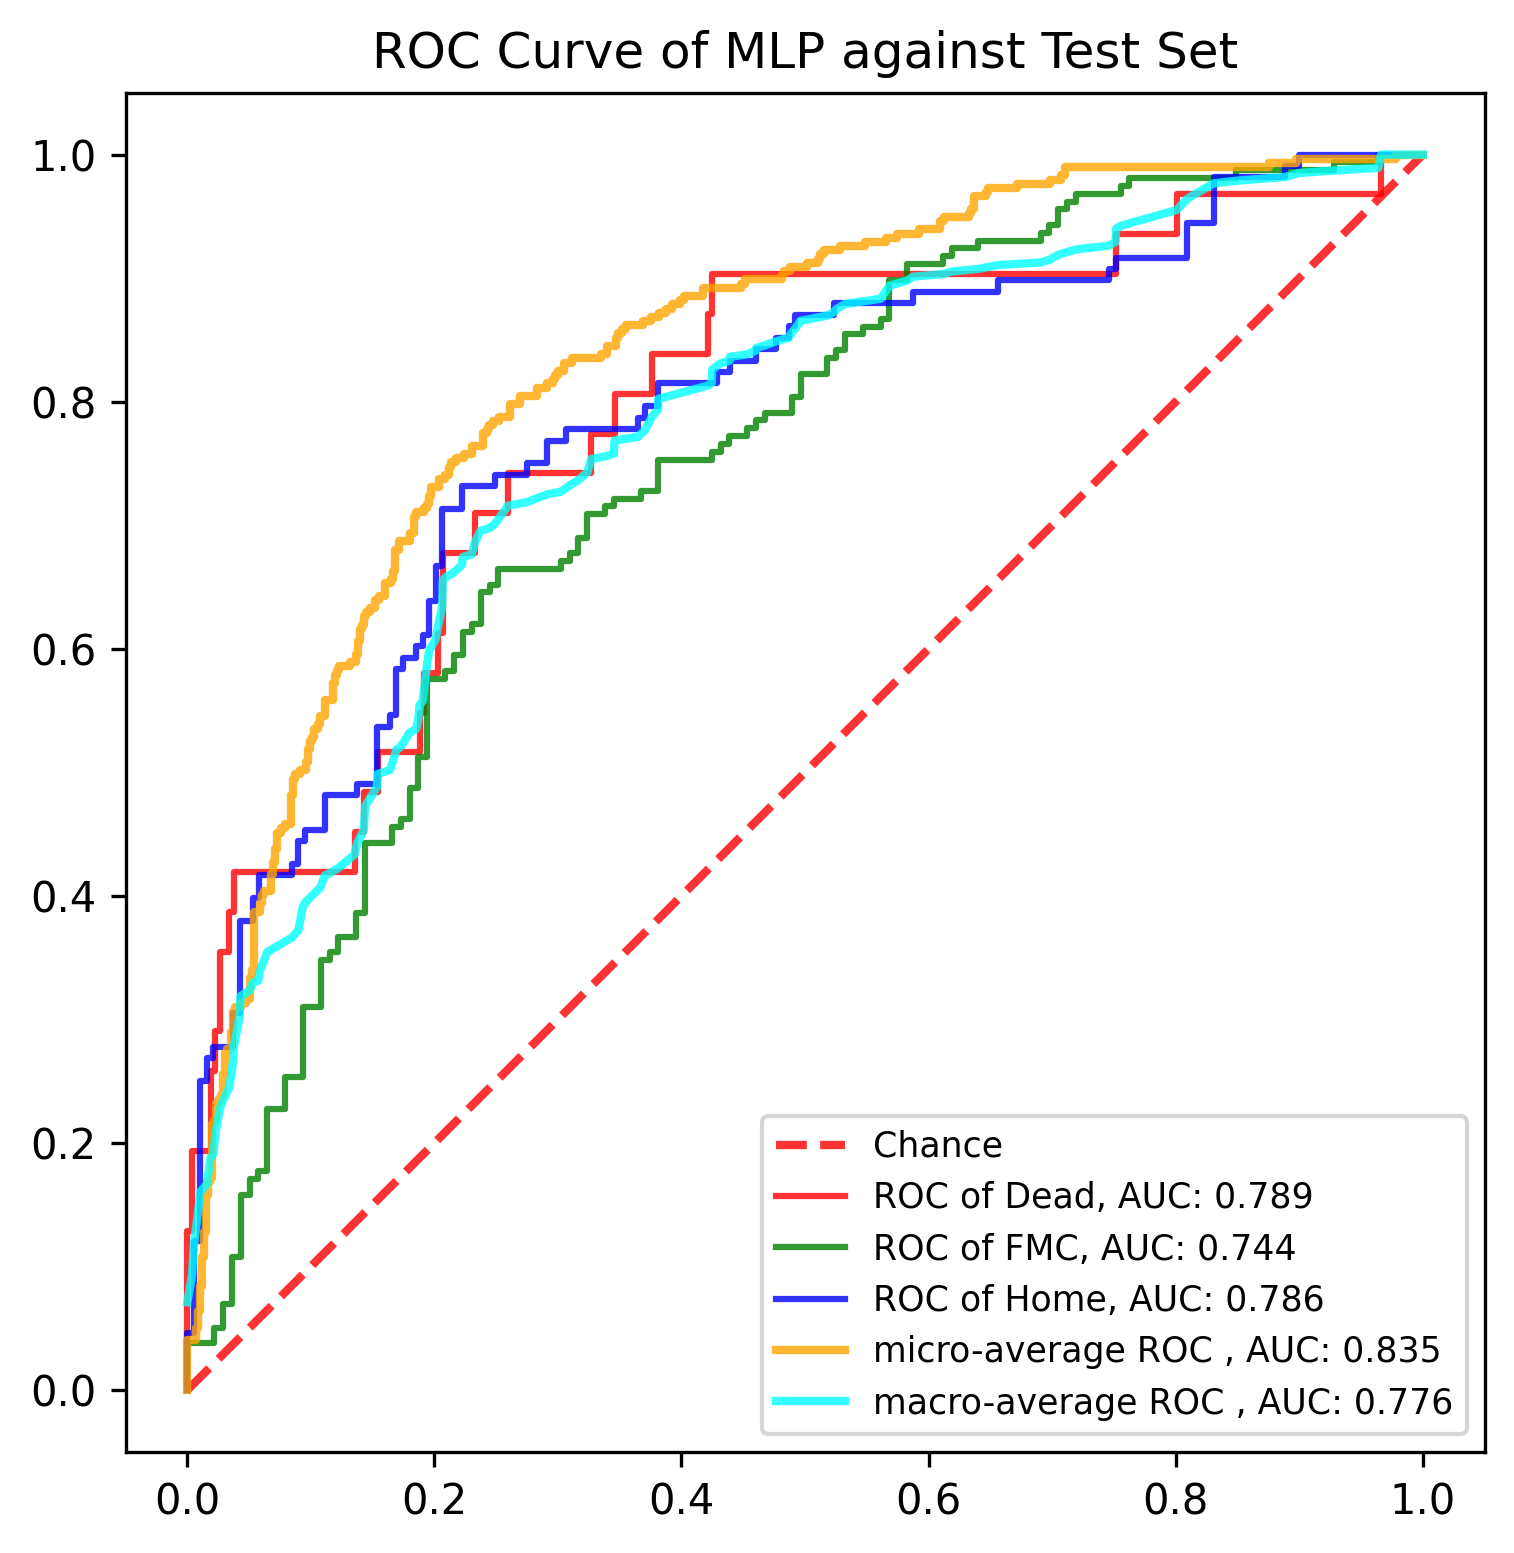 ROC Curve of MLP against Test Set
1.0
0.8
0.6
0.4
0.2
0.0
Chance
ROC of Dead, AUC: 0.789
ROC of FMC, AUC: 0.744
ROC of Home, AUC: 0.786
micro-average ROC , AUC: 0.835
macro-average ROC , AUC: 0.776
0.0 0.2 0.4 0.6 0.8 1.0